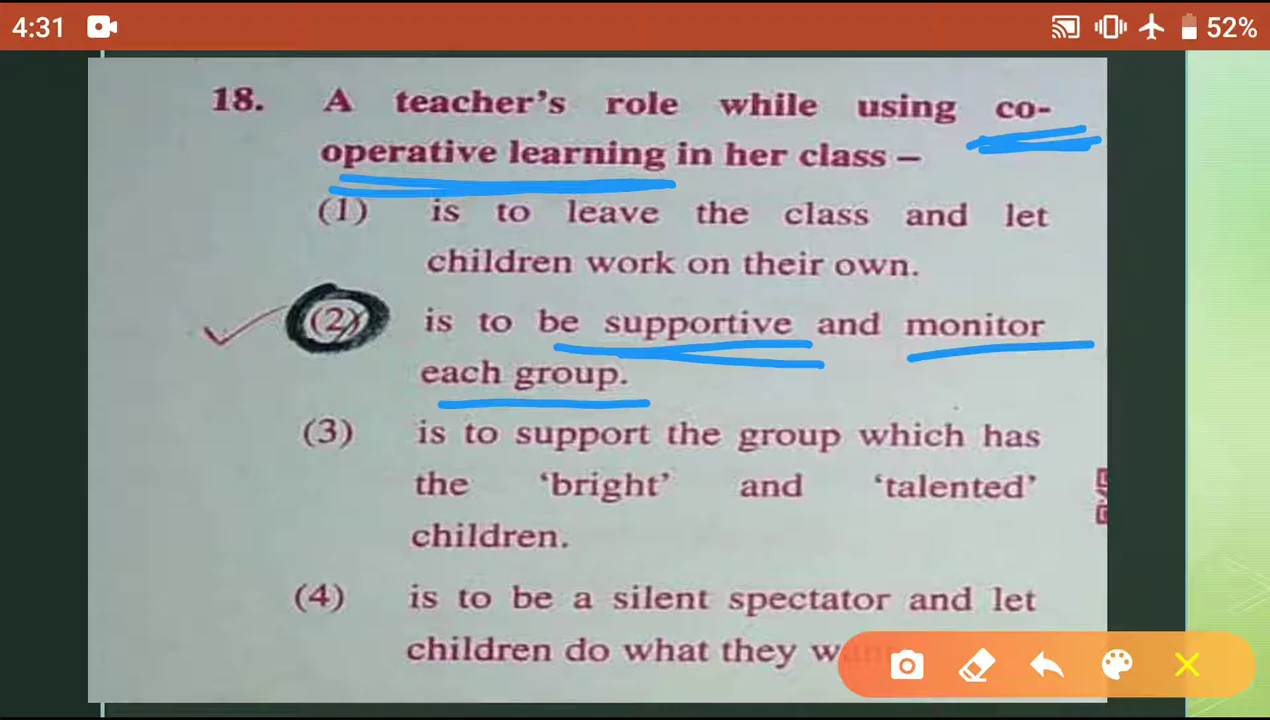 4:31
52%
18. A teacher's role while using co-
operative learning in her class –
(1) is to leave the class and let
children work on their own.
(2) is to be supportive and monitor
each group.
(3) is to support the group which has
the 'bright' and 'talented'
children.
(4) is to be a silent spectator and let
children do what they